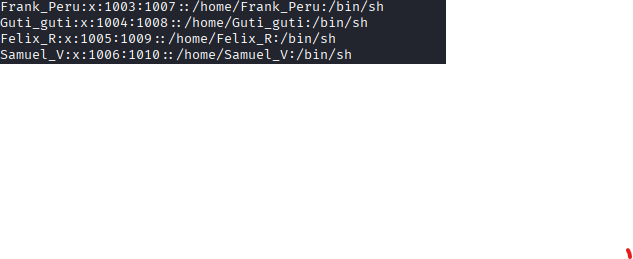 Frank_Peru:x:1003:1007::/home/Frank_Peru:/bin/sh
Guti_guti:x:1004:1008::/home/Guti_guti:/bin/sh
Felix_R:x:1005:1009::/home/Felix_R:/bin/sh
Samuel_V:x:1006:1010::/home/Samuel_V:/bin/sh